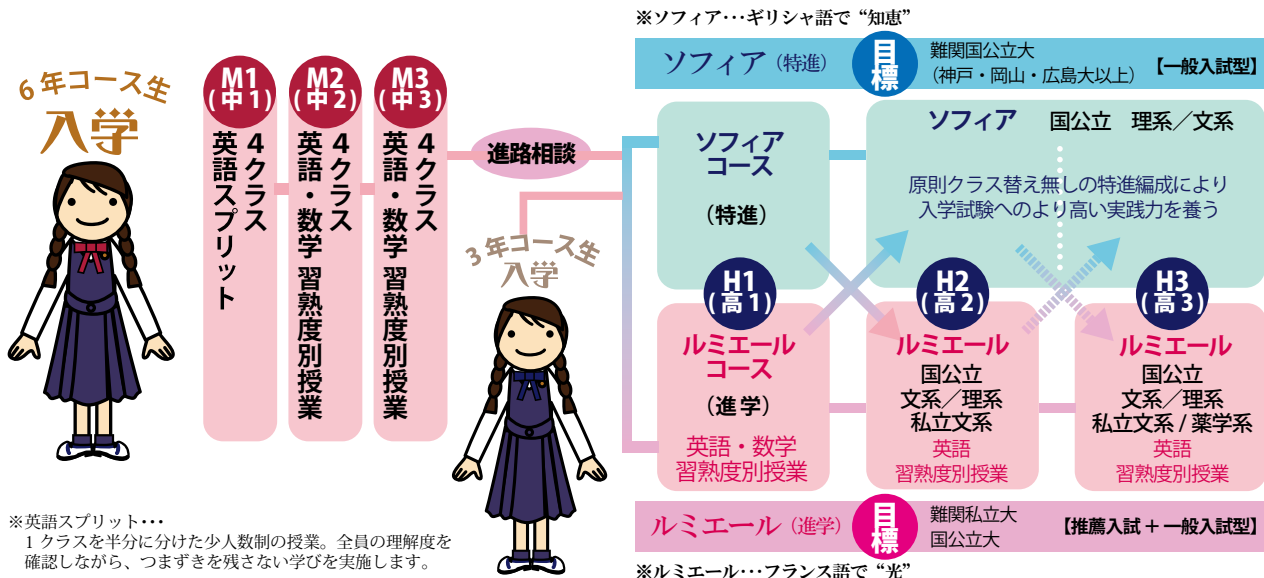 ※ソフィア･･･ギリシャ語で“知恵”
ソフィア（特進）
目標
難関国公立大
（神戸・岡山・広島大以上）
【一般入試型】
6年コース生
入学
M1
(中1)
4クラス
英語スプリット
M2
(中2)
4クラス
英語・数学 習熟度別授業
M3
(中3)
4クラス
英語・数学 習熟度別授業
進路相談
3年コース生
入学
ソフィア
コース
（特進）
ソフィア 国公立 理系／文系
原則クラス替え無しの特進編成により
入学試験へのより高い実践力を養う
H1
(高1)
H2
(高2)
H3
(高3)
ルミエール
コース
（進学）
英語・数学
習熟度別授業
ルミエール
国公立
文系／理系
私立文系
英語
習熟度別授業
ルミエール
国公立
文系／理系
私立文系 / 薬学系
英語
習熟度別授業
ルミエール（進学）
目標
難関私立大
国公立大
【推薦入試＋一般入試型】
※ルミエール･･･フランス語で“光”
※英語スプリット･･･
1クラスを半分に分けた少人数制の授業。全員の理解度を
確認しながら、つまずきを残さない学びを実施します。